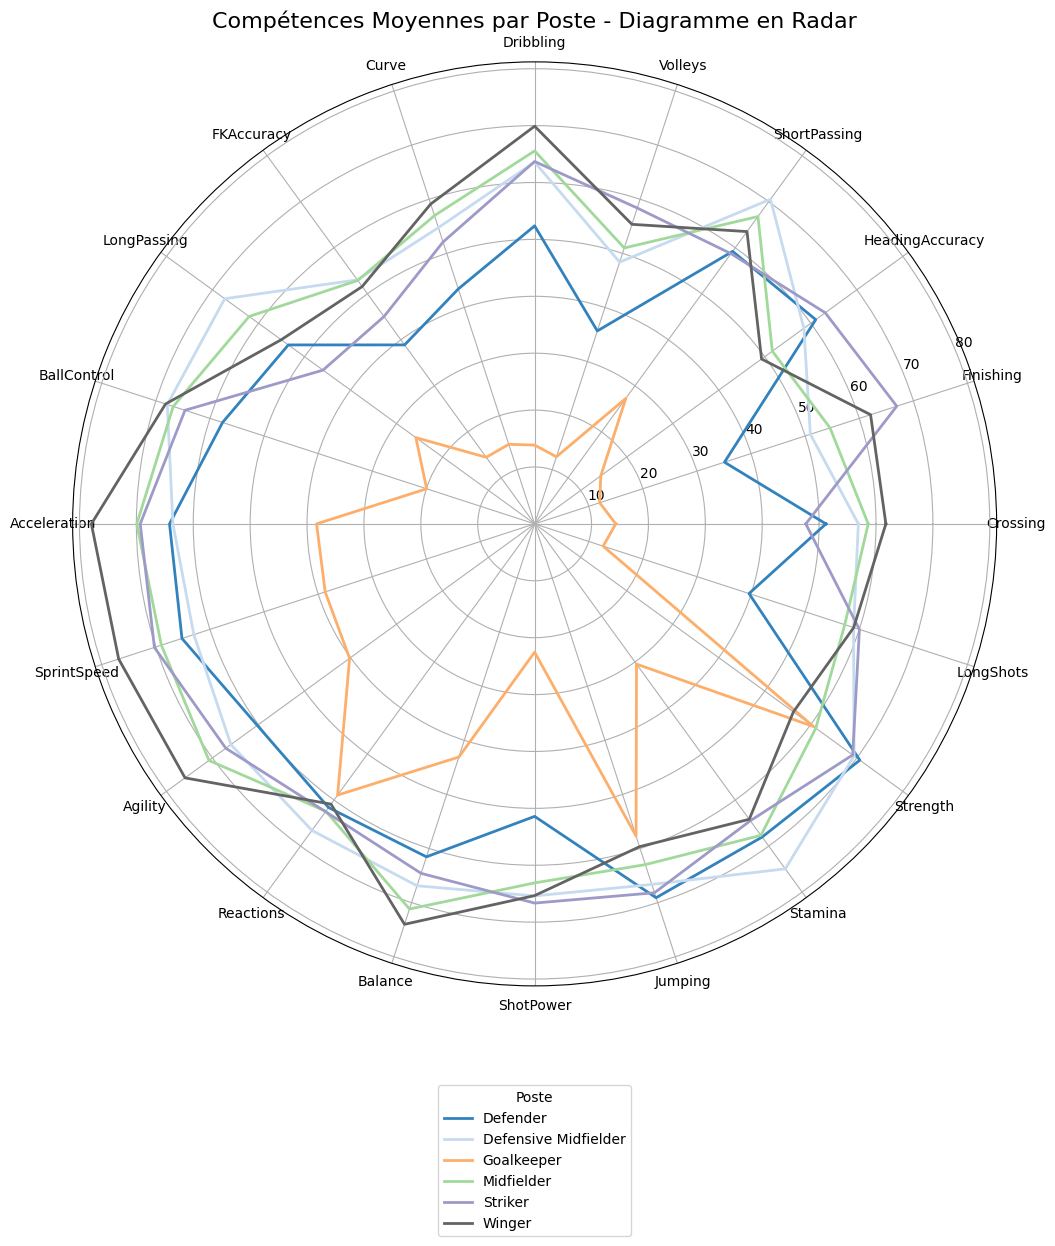 Compétences Moyennes par Poste - Diagramme en Radar
Dribbling
Curve
Volleys
FKAccuracy
ShortPassing
LongPassing
HeadingAccuracy
80
70
BallControl
Finishing
60
50
40
30
20
10
Acceleration
Crossing
SprintSpeed
LongShots
Agility
Strength
Reactions
Stamina
Balance
Jumping
ShotPower
Poste
Defender
Defensive Midfielder
Goalkeeper
Midfielder
Striker
Winger